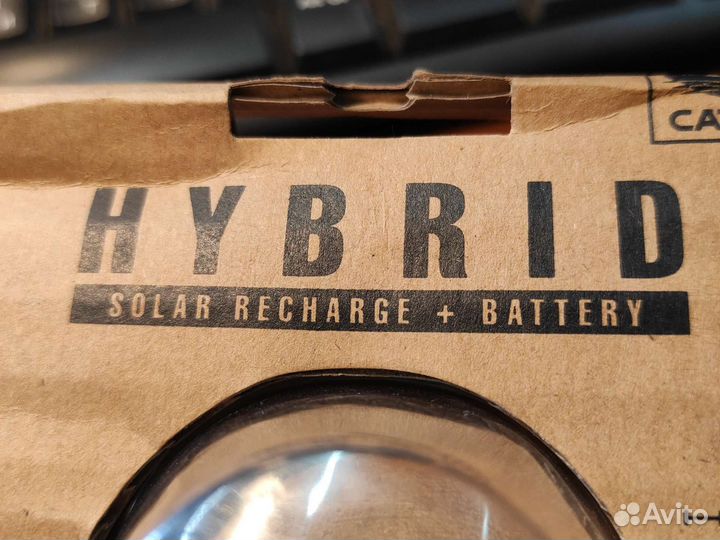 HYBRID
SOLAR RECHARGE + BATTERY
Avito